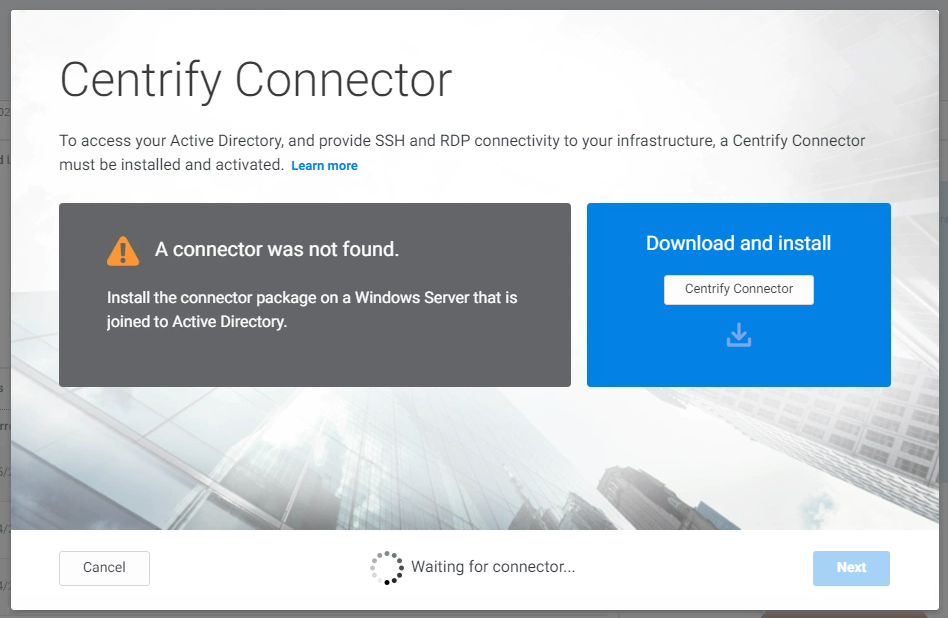 Centrify Connector
To access your Active Directory, and provide SSH and RDP connectivity to your infrastructure, a Centrify Connector
must be installed and activated. Learn more
A connector was not found.
Install the connector package on a Windows Server that is
joined to Active Directory.
Download and install
Centrify Connector
Cancel
Waiting for connector...
Next